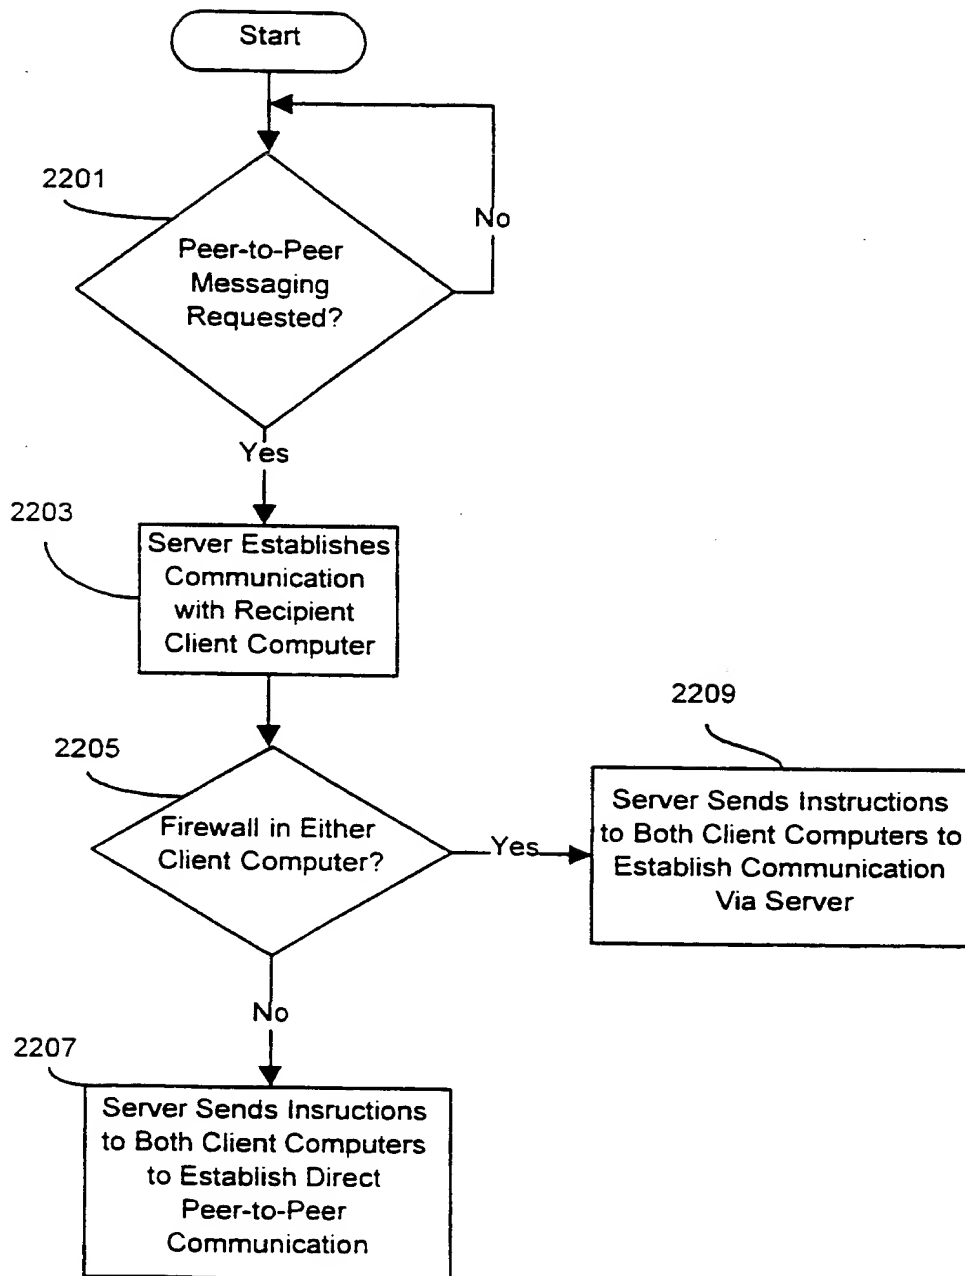 Start
2201
No
Peer-to-Peer
Messaging
Requested?
Yes
2203
Server Establishes
Communication
with Recipient
Client Computer
2209
2205
Firewall in Either
Client Computer?
Yes
Server Sends Instructions
to Both Client Computers to
Establish Communication
Via Server
No
2207
Server Sends Insructions
to Both Client Computers
to Establish Direct
Peer-to-Peer
Communication